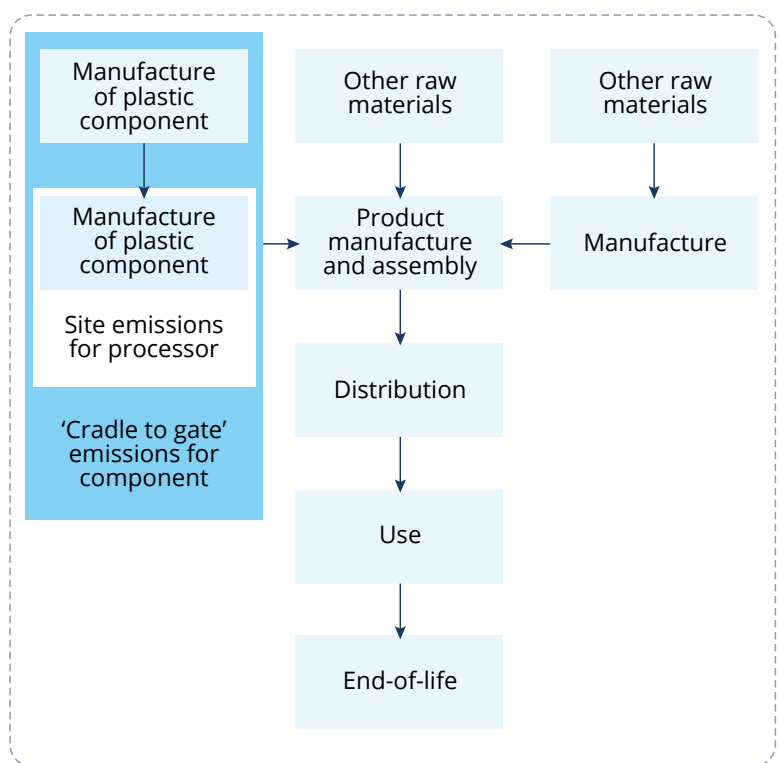 Manufacture
of plastic
component
Other raw
materials
Other raw
materials
Manufacture
of plastic
component
Product
manufacture
and assembly
Manufacture
Site emissions
for processor
Distribution
‘Cradle to gate’
emissions for
component
Use
End-of-life